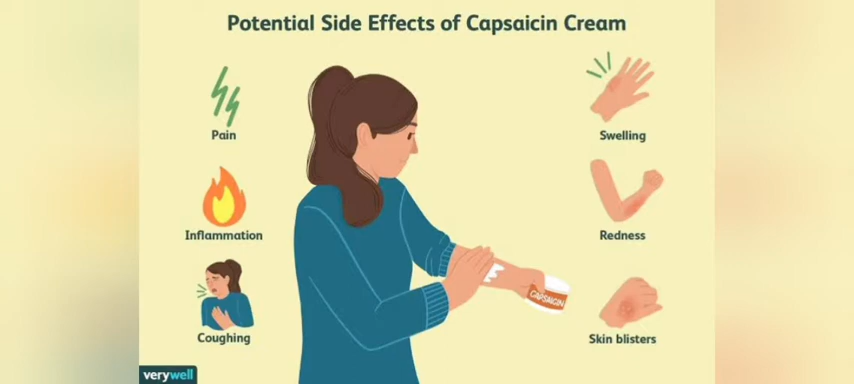 Potential Side Effects of Capsaicin Cream
Pain
Swelling
Inflammation
Redness
CAPSAICIN
Coughing
Skin blisters
verywell